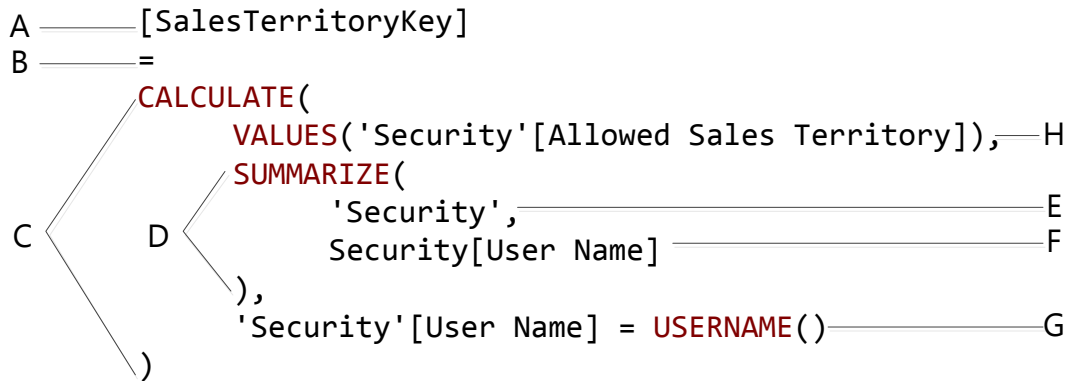 A [SalesTerritoryKey]
B =
CALCULATE(
VALUES('Security'[Allowed Sales Territory]), H
SUMMARIZE(
'Security', E
C D Security[User Name] F
),
'Security'[User Name] = USERNAME() G
)